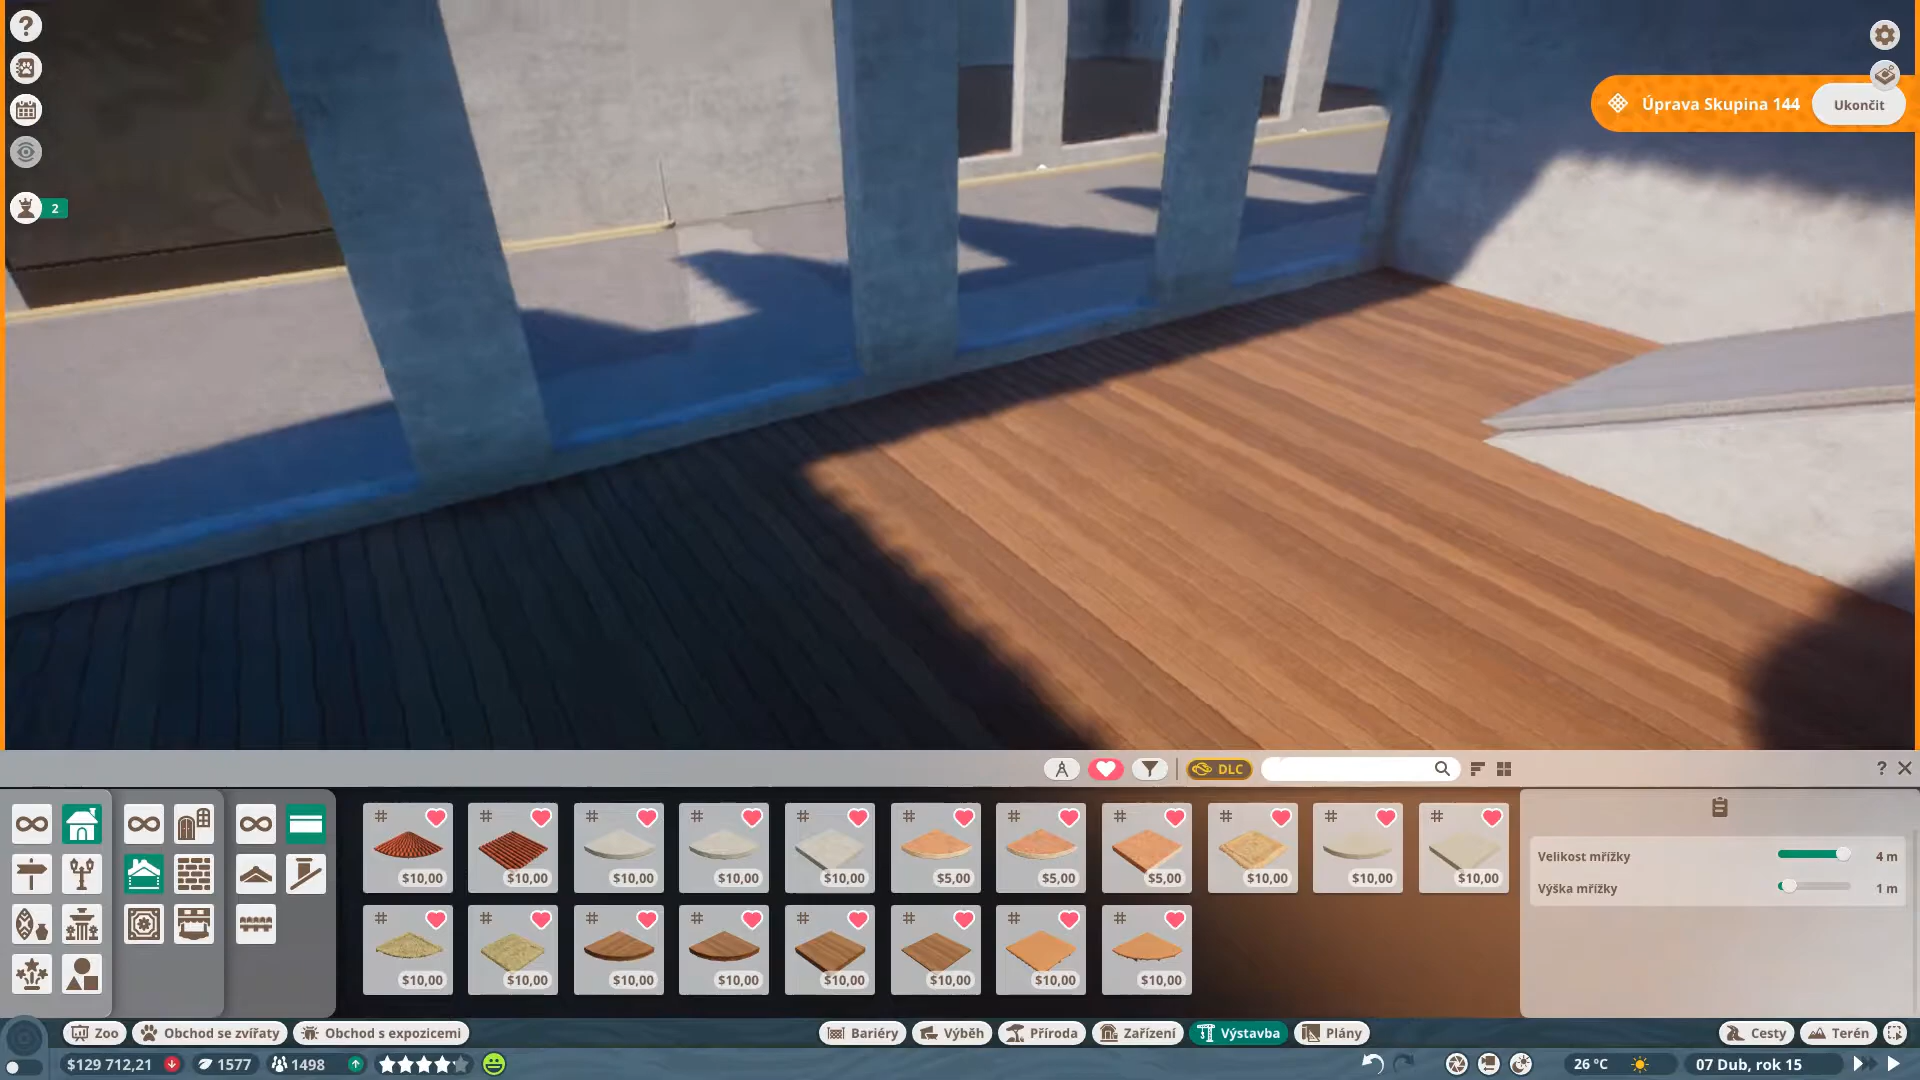 ?
2
Úprava Skupina 144
Ukončit
DLC
?
$10,00 $10,00 $10,00 $10,00 $10,00 $5,00 $5,00 $5,00 $10,00 $10,00 $10,00
$10,00 $10,00 $10,00 $10,00 $10,00 $10,00 $10,00 $10,00
Velikost mřížky 4 m
Výška mřížky 1 m
Zoo Obchod se zvířaty Obchod s expozicemi Bariéry Výběh Příroda Zařízení Výstavba Plány Cesty Terén
$129 712,21 1577 1498 26 °C 07 Dub, rok 15